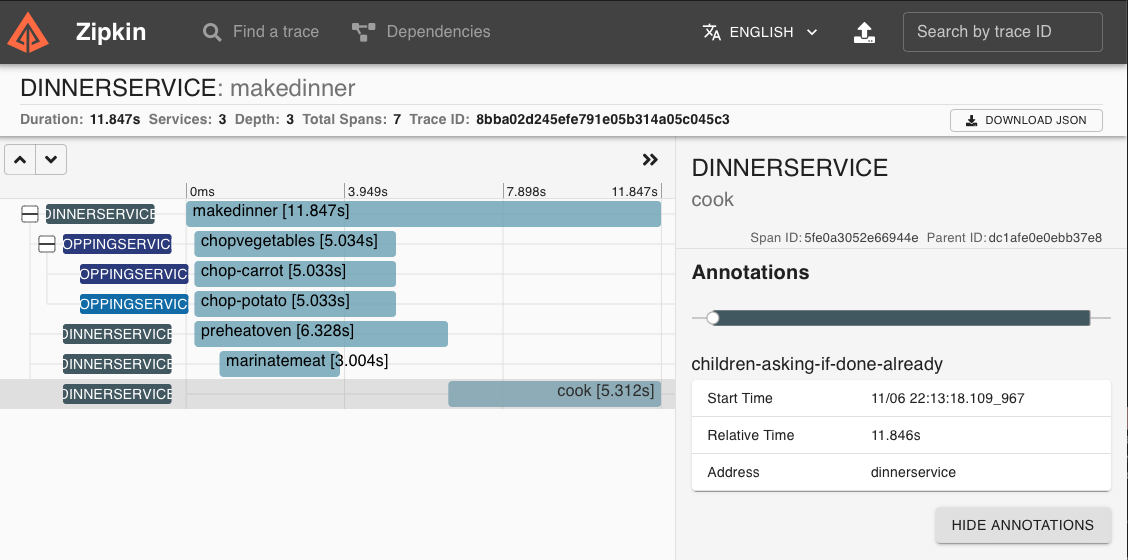 Zipkin Find a trace Dependencies ENGLISH Search by trace ID
DINNERSERVICE: makedinner
Duration: 11.847s Services: 3 Depth: 3 Total Spans: 7 Trace ID: 8bba02d245efe791e05b314a05c045c3 DOWNLOAD JSON
0ms 3.949s 7.898s 11.847s
DINNERSERVICE makedinner [11.847s]
OPPINGSERVIC chopvegetables [5.034s]
OPPINGSERVIC chop-carrot [5.033s]
OPPINGSERVIC chop-potato [5.033s]
DINNERSERVICE preheatoven [6.328s]
DINNERSERVICE marinatemeat [3.004s]
DINNERSERVICE cook [5.312s]
DINNERSERVICE
cook
Span ID: 5fe0a3052e66944e Parent ID: dc1afe0e0ebb37e8
Annotations
children-asking-if-done-already
Start Time 11/06 22:13:18.109_967
Relative Time 11.846s
Address dinnerservice
HIDE ANNOTATIONS